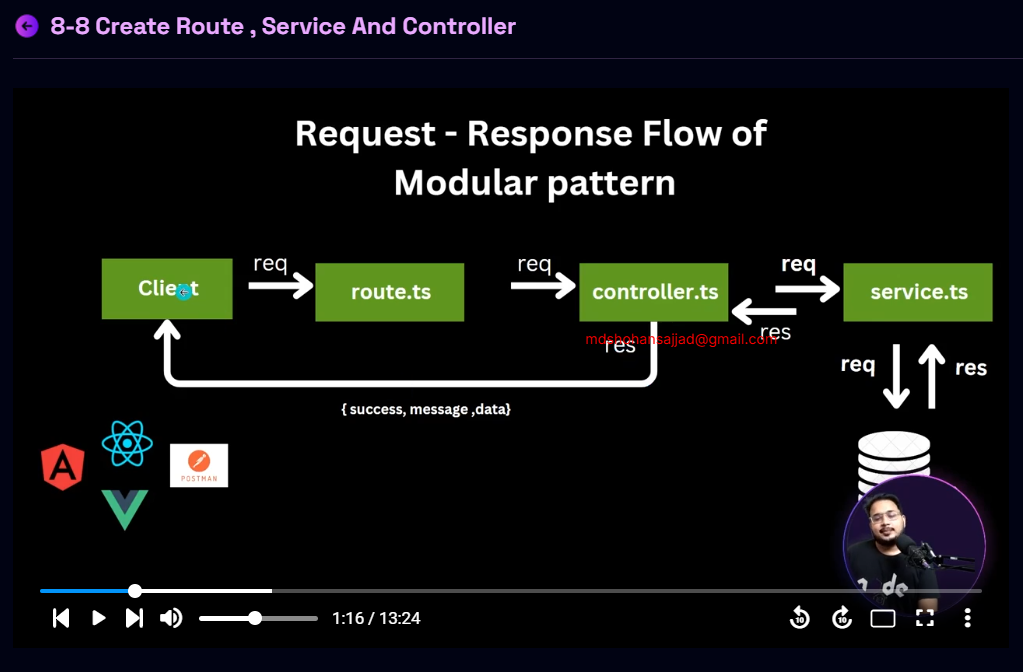 8-8 Create Route , Service And Controller
Request - Response Flow of
Modular pattern
Client
req
route.ts
req
controller.ts
req
res
service.ts
mdshohansajjad@gmail.com
res
req
res
{ success, message ,data}
POSTMAN
1:16 / 13:24
10
10